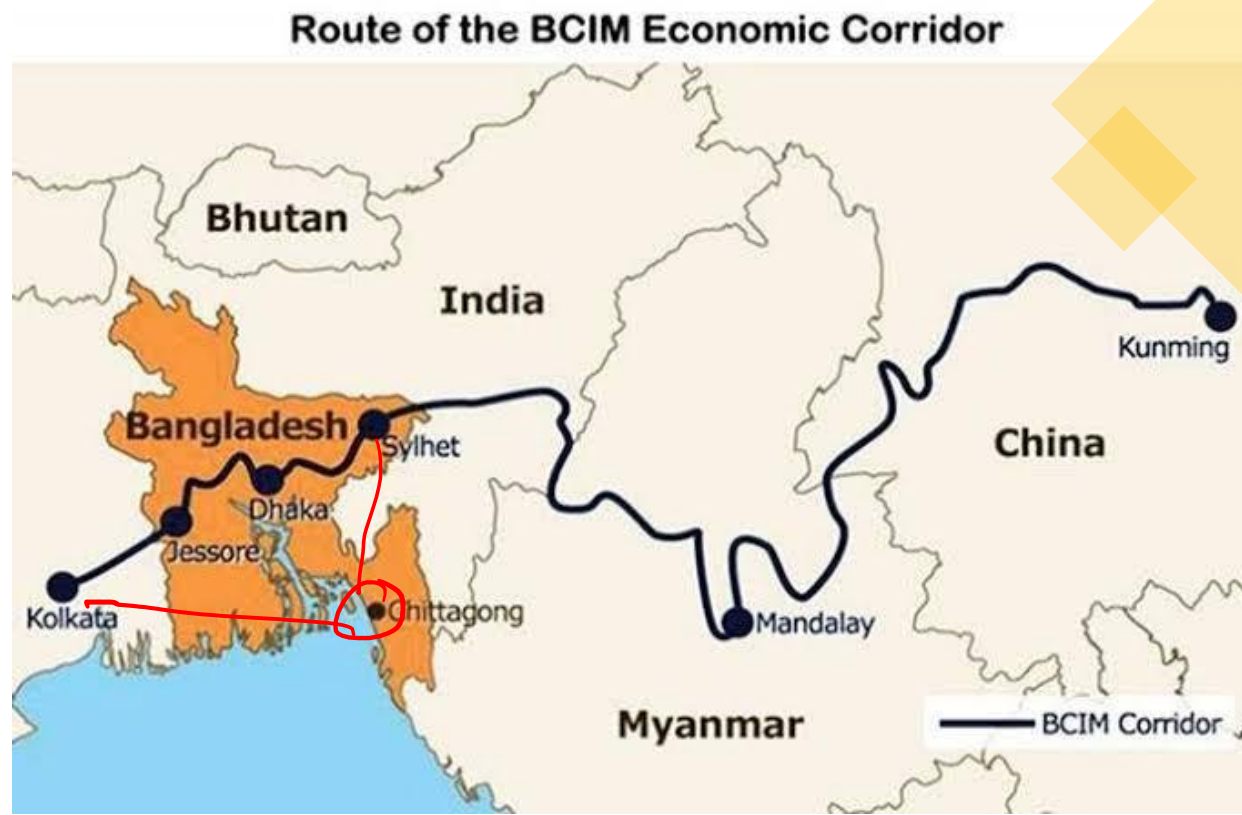 Route of the BCIM Economic Corridor
Bhutan
India
Kunming
Bangladesh
Sylhet
China
Dhaka
Jessore
Kolkata
Chittagong
Mandalay
Myanmar
BCIM Corridor